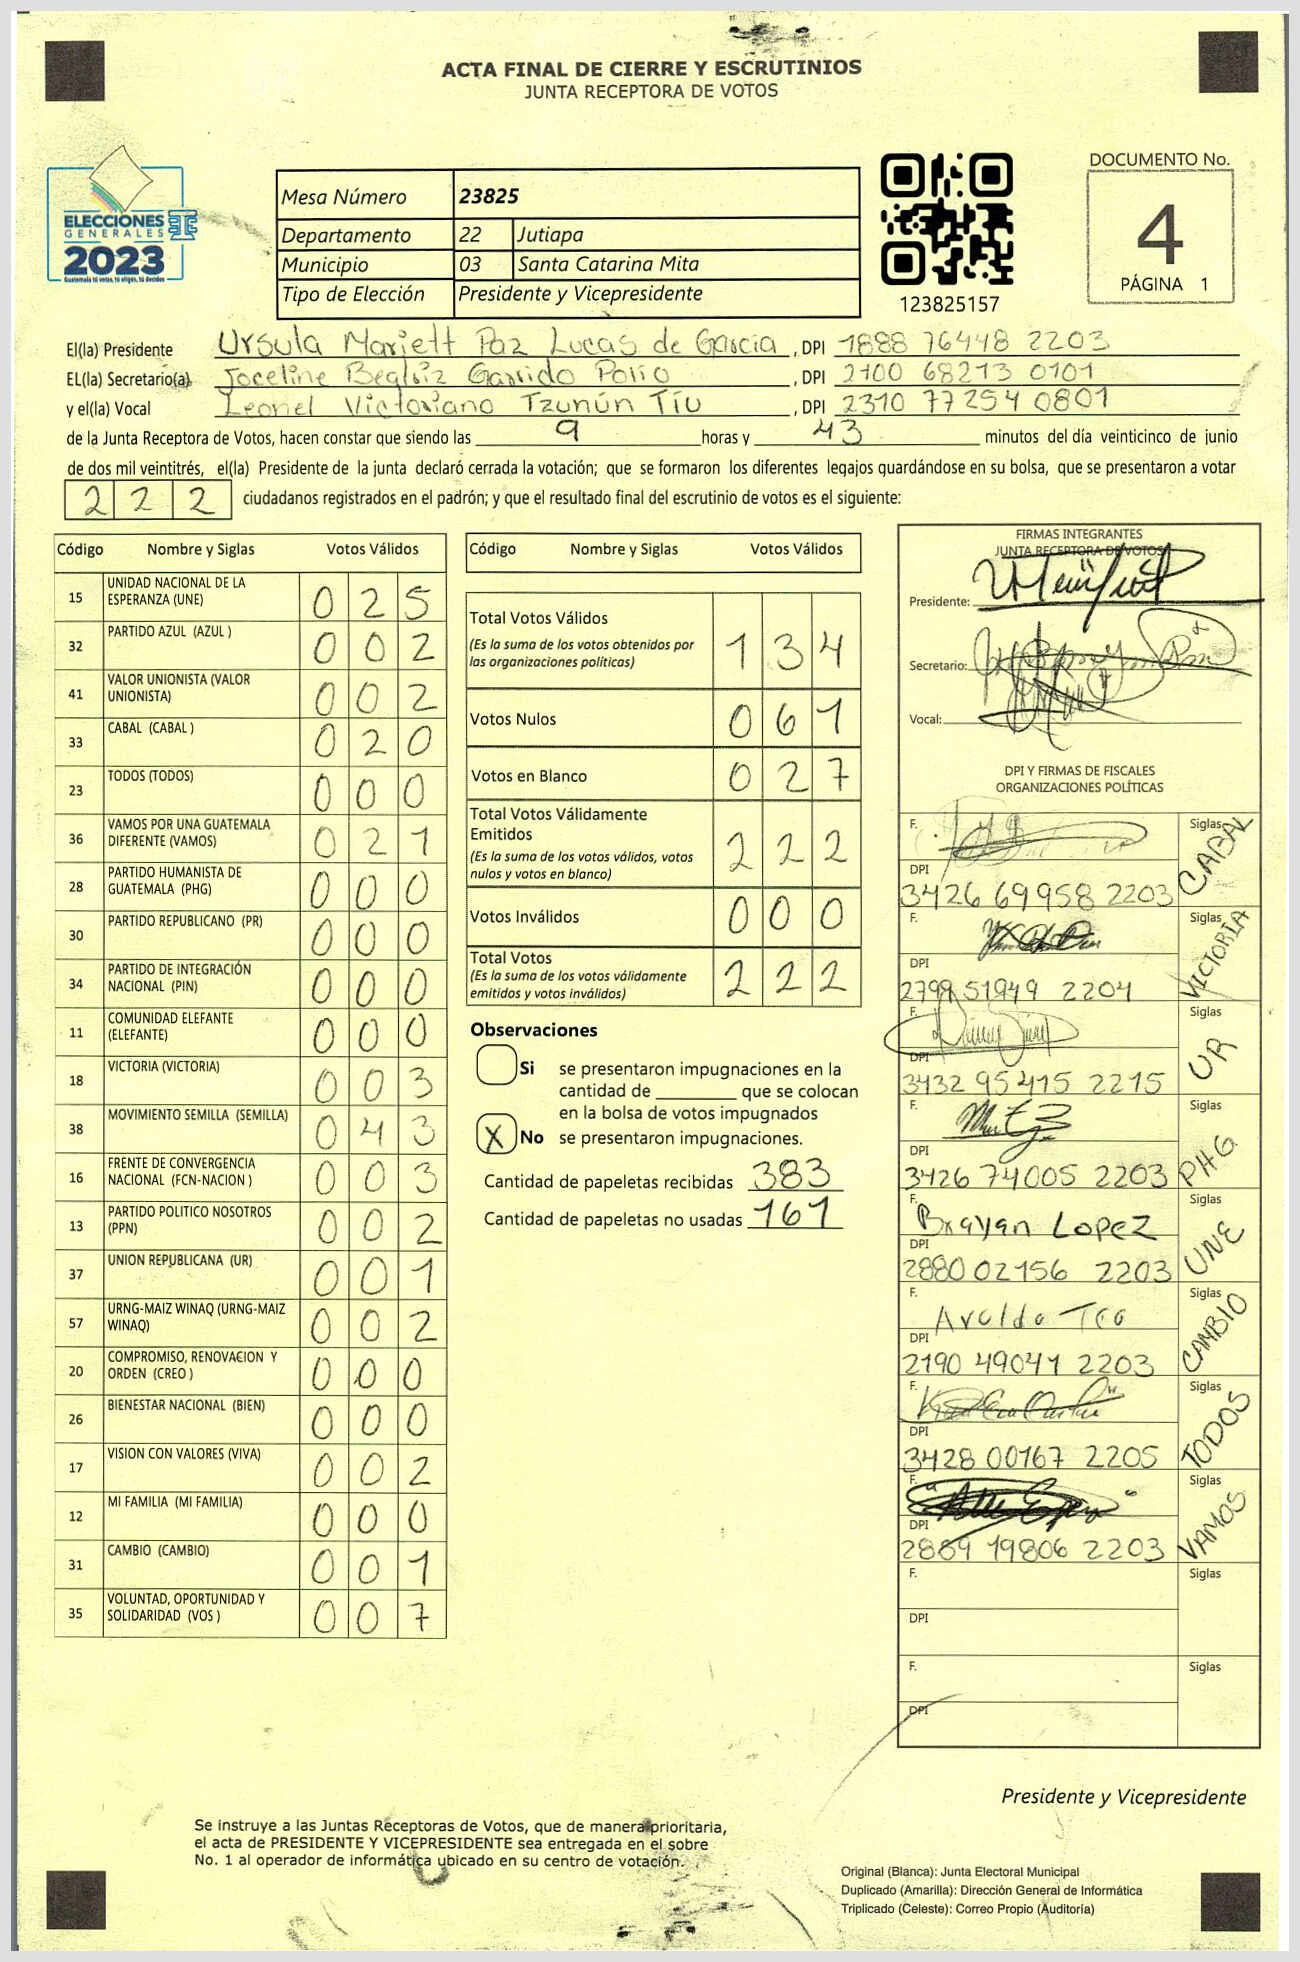 ACTA FINAL DE CIERRE Y ESCRUTINIOS
JUNTA RECEPTORA DE VOTOS
ELECCIONES
GENERALES
2023
Guatemala tú votas, tú eliges, tú decides
Mesa Número 23825
Departamento 22 Jutiapa
Municipio 03 Santa Catarina Mita
Tipo de Elección Presidente y Vicepresidente
123825157
DOCUMENTO No.
4
PÁGINA 1
El(la) Presidente Ursula Mariett Paz Lucas de Garcia , DPI 1888 76448 2203
EL(la) Secretario(a) Joceline Beatriz Garrido Polio , DPI 2100 68213 0101
y el(la) Vocal Leonel Victoriano Tzunún Tíu , DPI 2310 77254 0801
de la Junta Receptora de Votos, hacen constar que siendo las 9 horas y 43 minutos del día veinticinco de junio
de dos mil veintitrés, el(la) Presidente de la junta declaró cerrada la votación; que se formaron los diferentes legajos guardándose en su bolsa, que se presentaron a votar
222 ciudadanos registrados en el padrón; y que el resultado final del escrutinio de votos es el siguiente:
Código Nombre y Siglas Votos Válidos
15 UNIDAD NACIONAL DE LA ESPERANZA (UNE) 0 2 5
32 PARTIDO AZUL (AZUL ) 0 0 2
41 VALOR UNIONISTA (VALOR UNIONISTA) 0 0 2
33 CABAL (CABAL ) 0 2 0
23 TODOS (TODOS) 0 0 0
36 VAMOS POR UNA GUATEMALA DIFERENTE (VAMOS) 0 2 1
28 PARTIDO HUMANISTA DE GUATEMALA (PHG) 0 0 0
30 PARTIDO REPUBLICANO (PR) 0 0 0
34 PARTIDO DE INTEGRACIÓN NACIONAL (PIN) 0 0 0
11 COMUNIDAD ELEFANTE (ELEFANTE) 0 0 0
18 VICTORIA (VICTORIA) 0 0 3
38 MOVIMIENTO SEMILLA (SEMILLA) 0 4 3
16 FRENTE DE CONVERGENCIA NACIONAL (FCN-NACION ) 0 0 3
13 PARTIDO POLITICO NOSOTROS (PPN) 0 0 2
37 UNION REPUBLICANA (UR) 0 0 1
57 URNG-MAIZ WINAQ (URNG-MAIZ WINAQ) 0 0 2
20 COMPROMISO, RENOVACION Y ORDEN (CREO ) 0 0 0
26 BIENESTAR NACIONAL (BIEN) 0 0 0
17 VISION CON VALORES (VIVA) 0 0 2
12 MI FAMILIA (MI FAMILIA) 0 0 0
31 CAMBIO (CAMBIO) 0 0 1
35 VOLUNTAD, OPORTUNIDAD Y SOLIDARIDAD (VOS ) 0 0 7
Código Nombre y Siglas Votos Válidos
Total Votos Válidos 1 3 4
(Es la suma de los votos obtenidos por
las organizaciones políticas)
Votos Nulos 0 6 1
Votos en Blanco 0 2 7
Total Votos Válidamente
Emitidos 2 2 2
(Es la suma de los votos válidos, votos
nulos y votos en blanco)
Votos Inválidos 0 0 0
Total Votos 2 2 2
(Es la suma de los votos válidamente
emitidos y votos inválidos)
Observaciones
Si se presentaron impugnaciones en la
cantidad de ________ que se colocan
en la bolsa de votos impugnados
X No se presentaron impugnaciones.
Cantidad de papeletas recibidas 383
Cantidad de papeletas no usadas 161
FIRMAS INTEGRANTES
JUNTA RECEPTORA DE VOTOS
Presidente:
Secretario:
Vocal:
DPI Y FIRMAS DE FISCALES
ORGANIZACIONES POLÍTICAS
F. Siglas CABAL
DPI
3426 69958 2203
F. Siglas VICTORIA
DPI
2799 51949 2204
F. Siglas UR
DPI
3432 95415 2215
F. Siglas PHG
DPI
3426 74005 2203
F. Brayan Lopez Siglas UNE
DPI
2880 02156 2203
F. Aroldo Siglas CAMBIO
DPI
2190 49041 2203
F. Siglas TODOS
DPI
3428 00167 2205
F. Siglas VAMOS
DPI
2889 19806 2203
F. Siglas
DPI
F. Siglas
DPI
Presidente y Vicepresidente
Se instruye a las Juntas Receptoras de Votos, que de manera prioritaria,
el acta de PRESIDENTE Y VICEPRESIDENTE sea entregada en el sobre
No. 1 al operador de informática ubicado en su centro de votación.
Original (Blanca): Junta Electoral Municipal
Duplicado (Amarilla): Dirección General de Informática
Triplicado (Celeste): Correo Propio (Auditoría)